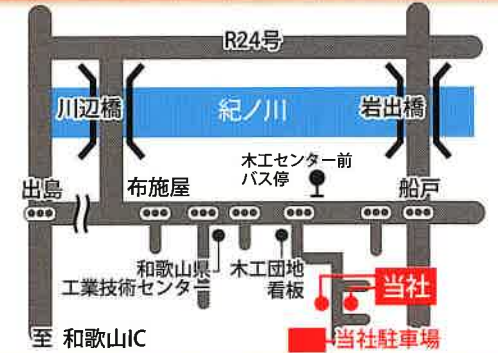 R24号
川辺橋
紀ノ川
岩出橋
木工センター前
バス停
出島
布施屋
船戸
和歌山県
工業技術センター
木工団地
看板
当社
至 和歌山IC
当社駐車場